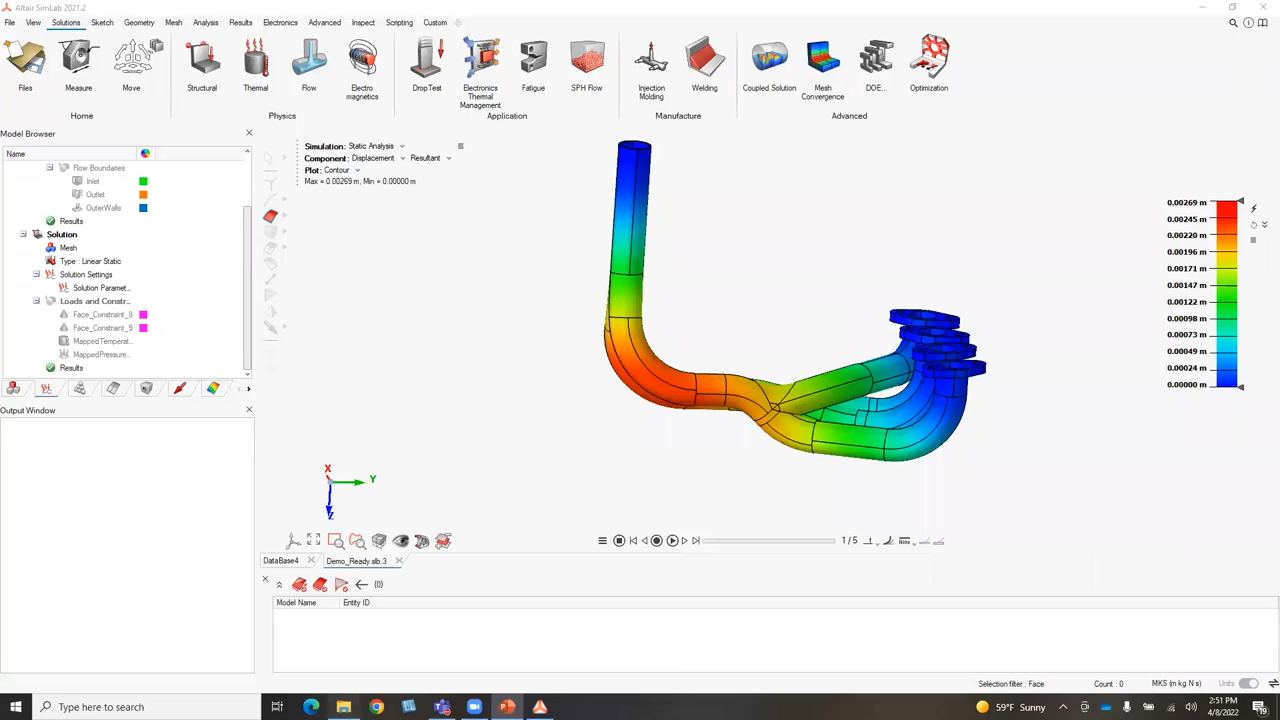 Altair SimLab 2021.2
File View Solutions Sketch Geometry Mesh Analysis Results Electronics Advanced Inspect Scripting Custom
Files Measure Move Structural Thermal Flow Electro magnetics Drop Test Electronics Thermal Management Fatigue SPH Flow Injection Molding Welding Coupled Solution Mesh Convergence DOE... Optimization
Home Physics Application Manufacture Advanced
Model Browser
Name
Flow Boundaries
Inlet
Outlet
OuterWalls
Results
Solution
Mesh
Type : Linear Static
Solution Settings
Solution Paramet...
Loads and Constr...
Face_Constraint_8
Face_Constraint_9
MappedTemperat...
MappedPressure...
Results
Output Window
Simulation: Static Analysis
Component: Displacement Resultant
Plot: Contour
Max = 0.00269 m, Min = 0.00000 m
0.00269 m
0.00245 m
0.00220 m
0.00196 m
0.00171 m
0.00147 m
0.00122 m
0.00098 m
0.00073 m
0.00049 m
0.00024 m
0.00000 m
X
Y
Z
1 / 5
None
DataBase4 Demo_Ready.slb.3
{0}
Model Name Entity ID
Selection filter : Face Count : 0 MKS (m kg N s) Units
Type here to search
59°F Sunny
2:51 PM
4/8/2022